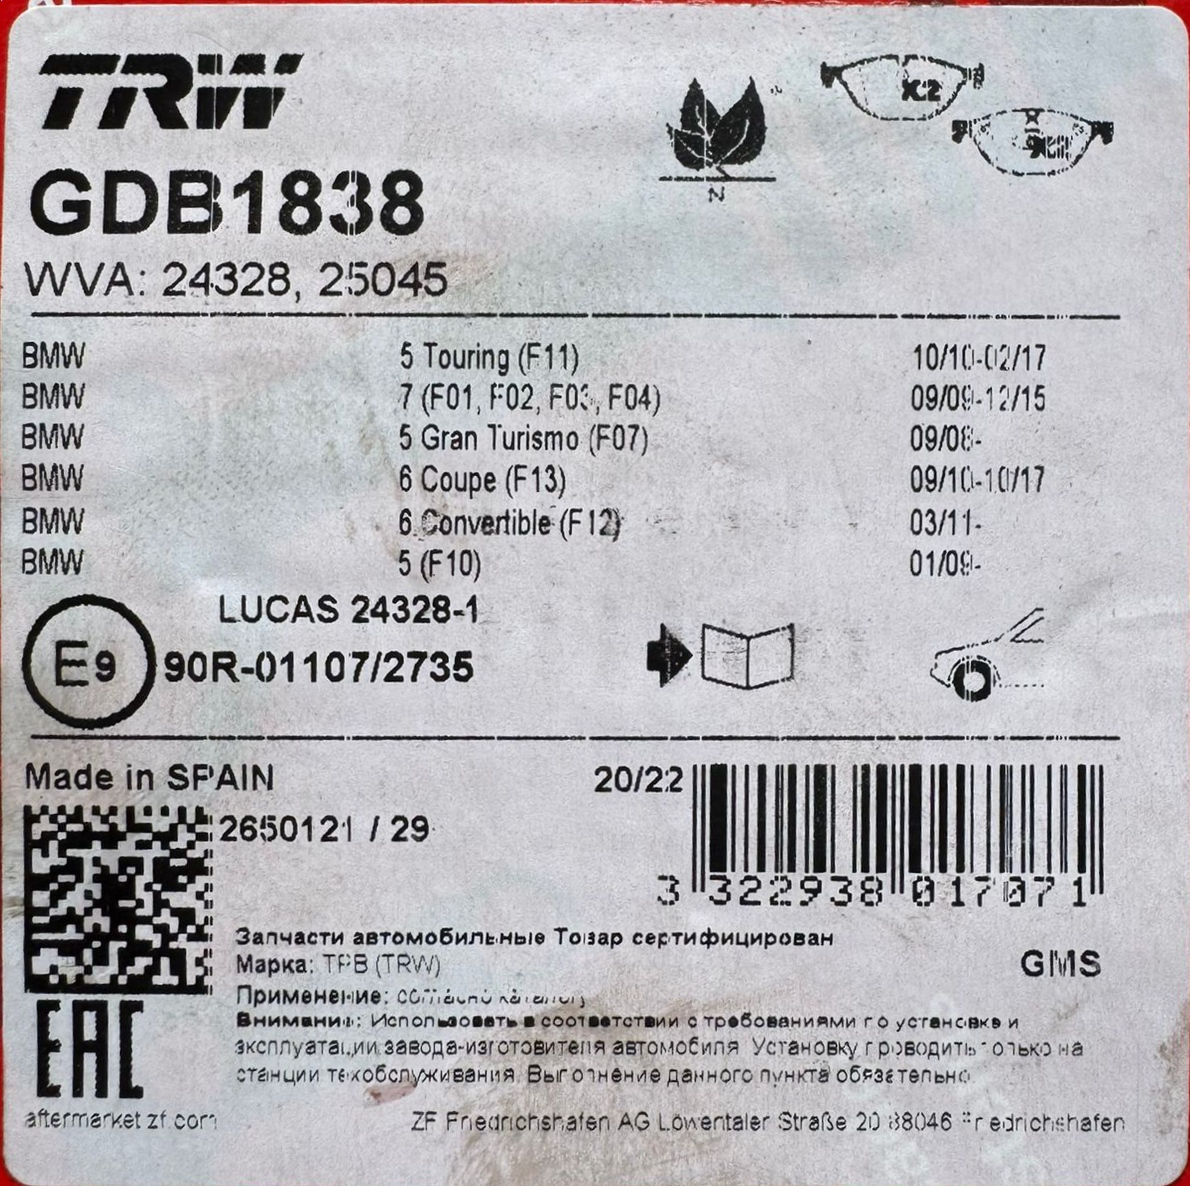 TRW
x2
GDB1838
WVA: 24328, 25045
BMW 5 Touring (F11) 10/10-02/17
BMW 7 (F01, F02, F03, F04) 09/09-12/15
BMW 5 Gran Turismo (F07) 09/08-
BMW 6 Coupe (F13) 09/10-10/17
BMW 6 Convertible (F12) 03/11-
BMW 5 (F10) 01/09-
LUCAS 24328-1
E9 90R-01107/2735
Made in SPAIN 20/22
2650121 / 29
3 322938 017071
Запчасти автомобильные Товар сертифицирован
Марка: ТРВ (TRW) GMS
Применение: согласно каталогу
Внимание: Использовать в соответствии с требованиями по установке и
эксплуатации завода-изготовителя автомобиля Установку проводить только на
станции техобслуживания. Выполнение данного пункта обязательно
EAC
aftermarket zf com ZF Friedrichshafen AG Löwentaler Straße 20 88046 Friedrichshafen